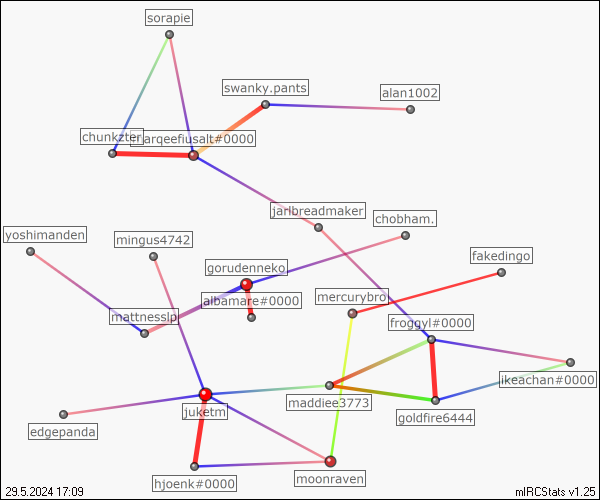 sorapie
swanky.pants
alan1002
chunkzter
arqeefiusalt#0000
jarlbreadmaker
chobham.
yoshimanden
mingus4742
fakedingo
gorudenneko
albamare#0000
mercurybro
mattnesslp
froggyl#0000
ikeachan#0000
maddiee3773
juketm
goldfire6444
edgepanda
hjoenk#0000
moonraven
29.5.2024 17:09
mIRCStats v1.25